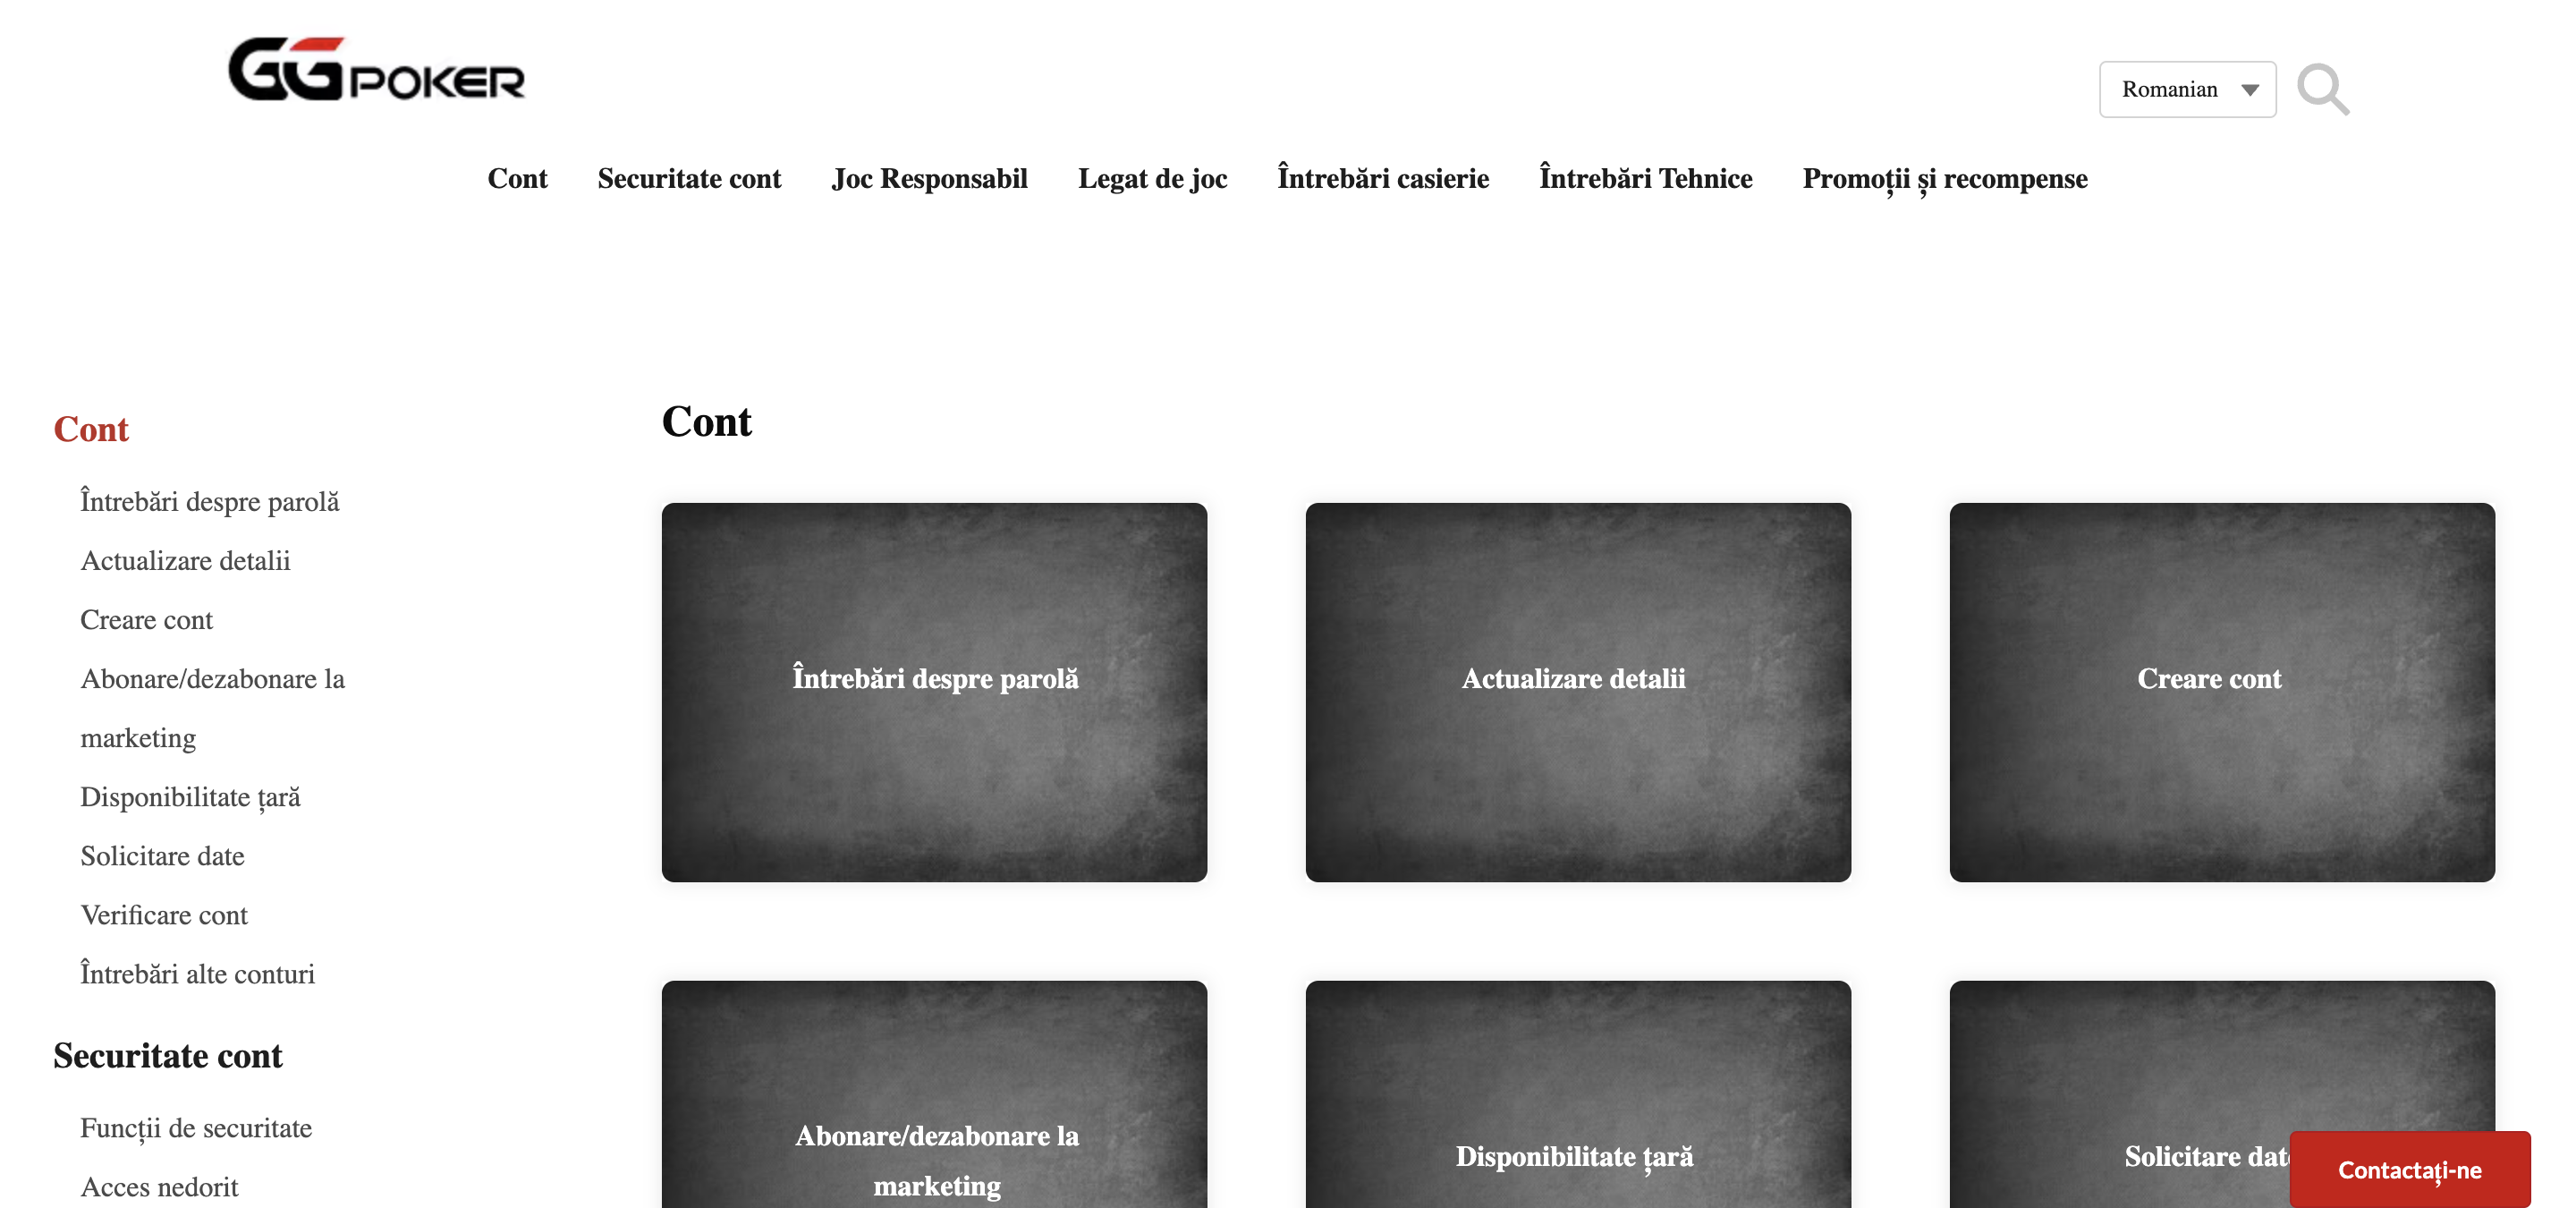 GGPOKER
Romanian
Cont Securitate cont Joc Responsabil Legat de joc Întrebări casierie Întrebări Tehnice Promoții și recompense
Cont
Întrebări despre parolă
Actualizare detalii
Creare cont
Abonare/dezabonare la
marketing
Disponibilitate țară
Solicitare date
Verificare cont
Întrebări alte conturi
Securitate cont
Funcții de securitate
Acces nedorit
Cont
Întrebări despre parolă
Actualizare detalii
Creare cont
Abonare/dezabonare la
marketing
Disponibilitate țară
Solicitare dat
Contactați-ne